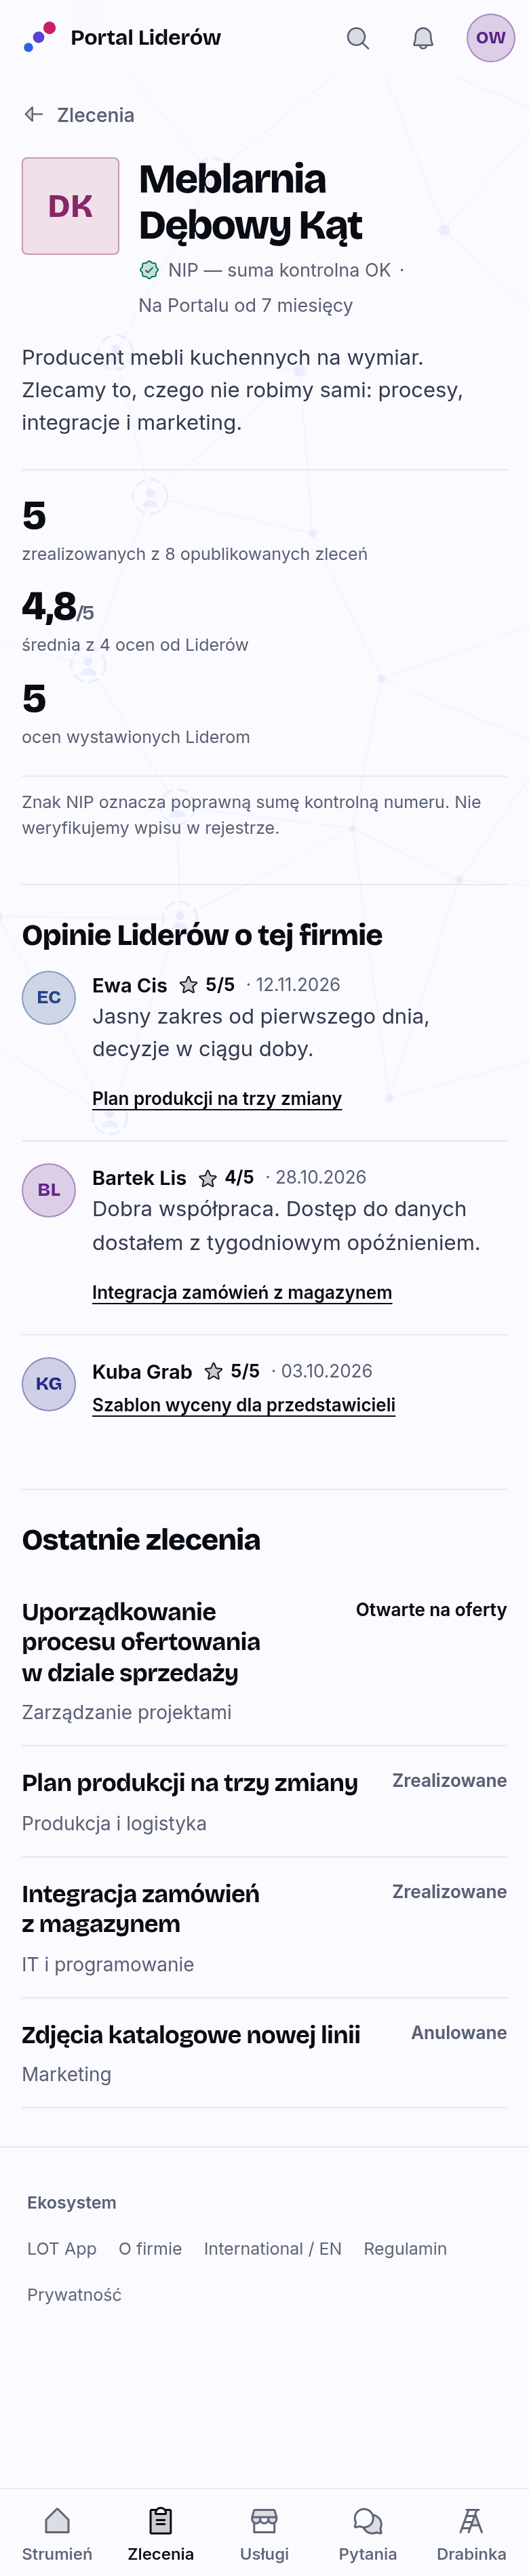 Portal Liderów
OW
Zlecenia
DK
Meblarnia
Dębowy Kąt
NIP — suma kontrolna OK ·
Na Portalu od 7 miesięcy
Producent mebli kuchennych na wymiar.
Zlecamy to, czego nie robimy sami: procesy,
integracje i marketing.
5
zrealizowanych z 8 opublikowanych zleceń
4,8/5
średnia z 4 ocen od Liderów
5
ocen wystawionych Liderom
Znak NIP oznacza poprawną sumę kontrolną numeru. Nie
weryfikujemy wpisu w rejestrze.
Opinie Liderów o tej firmie
EC
Ewa Cis 5/5 · 12.11.2026
Jasny zakres od pierwszego dnia,
decyzje w ciągu doby.
Plan produkcji na trzy zmiany
BL
Bartek Lis 4/5 · 28.10.2026
Dobra współpraca. Dostęp do danych
dostałem z tygodniowym opóźnieniem.
Integracja zamówień z magazynem
KG
Kuba Grab 5/5 · 03.10.2026
Szablon wyceny dla przedstawicieli
Ostatnie zlecenia
Uporządkowanie
procesu ofertowania
w dziale sprzedaży
Otwarte na oferty
Zarządzanie projektami
Plan produkcji na trzy zmiany
Zrealizowane
Produkcja i logistyka
Integracja zamówień
z magazynem
Zrealizowane
IT i programowanie
Zdjęcia katalogowe nowej linii
Anulowane
Marketing
Ekosystem
LOT App O firmie International / EN Regulamin
Prywatność
Strumień Zlecenia Usługi Pytania Drabinka